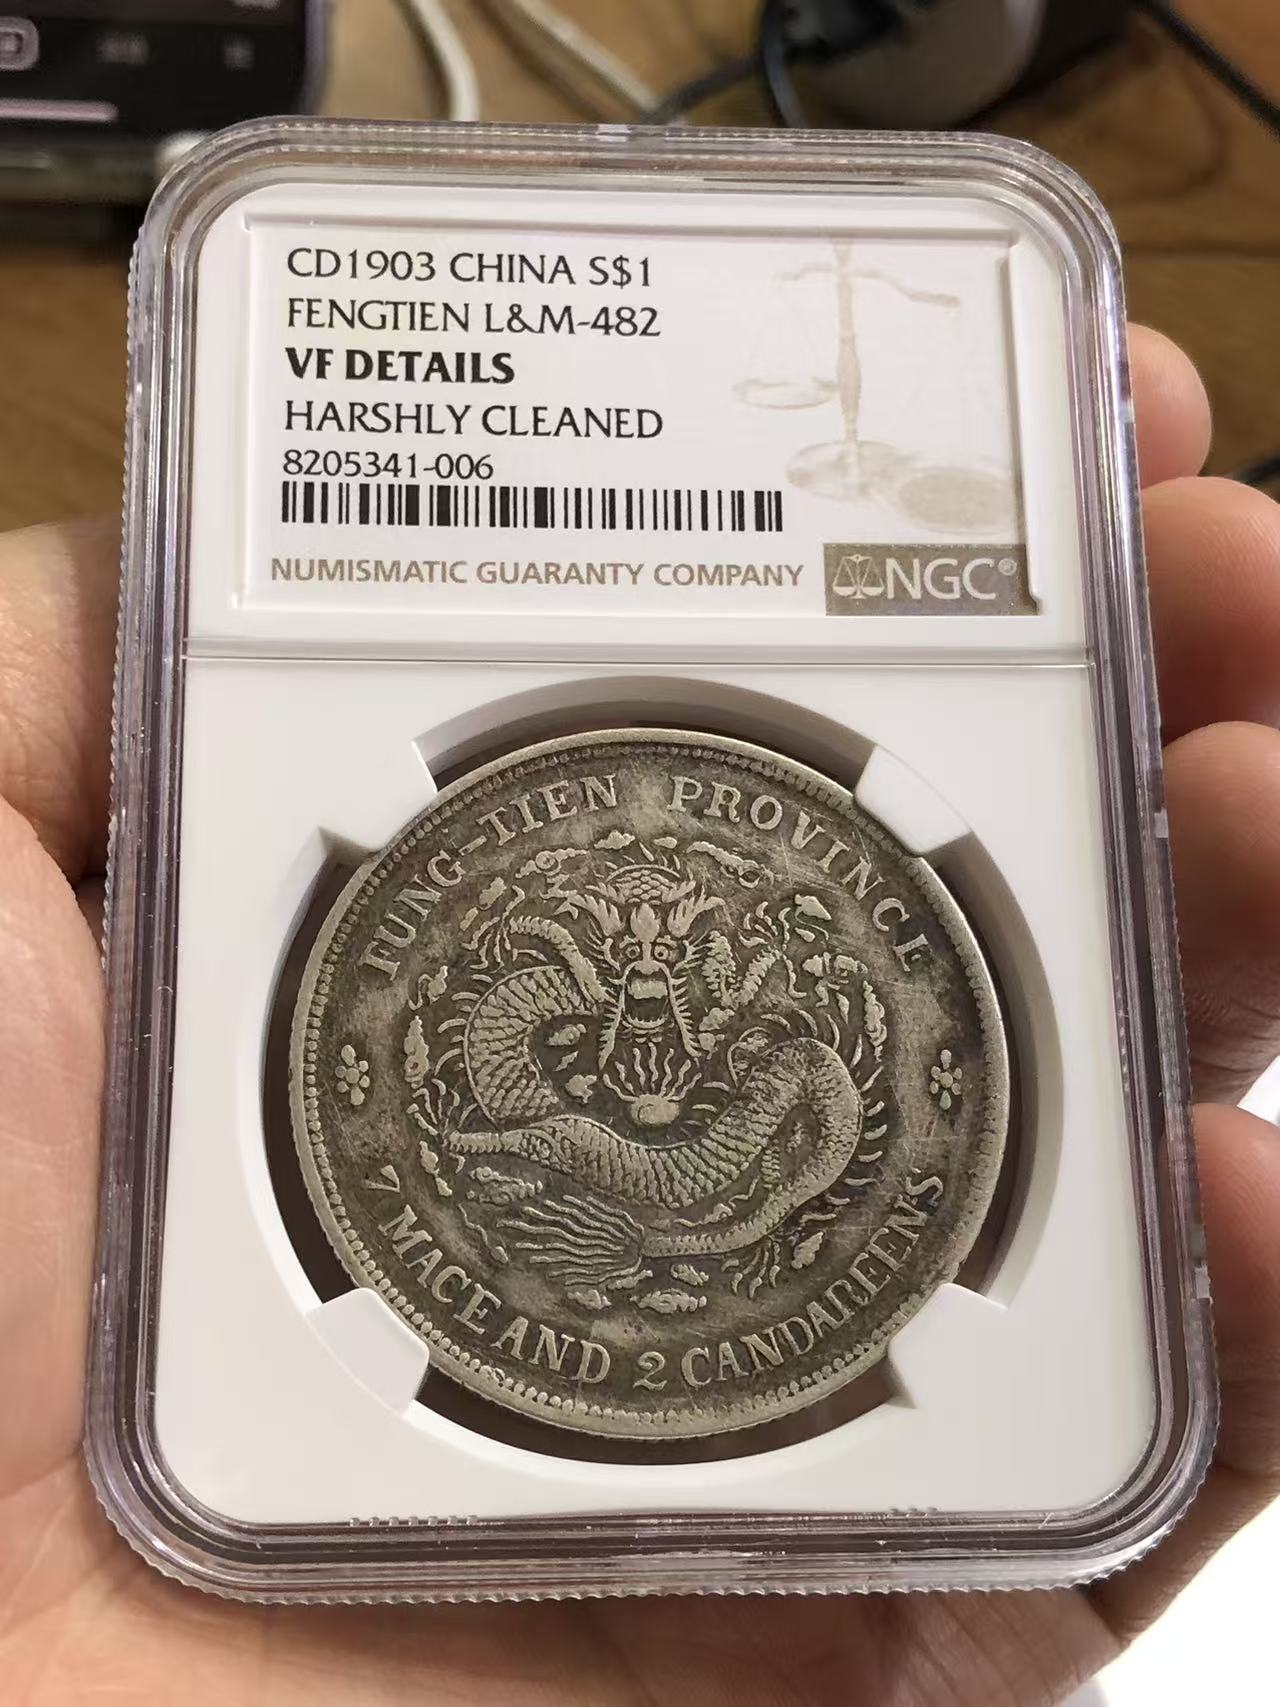 CD1903 CHINA S$1
FENGTIEN L&M-482
VF DETAILS
HARSHLY CLEANED
8205341-006
NUMISMATIC GUARANTY COMPANY NGC®
FUNG-TIEN PROVINCE
7 MACE AND 2 CANDAREENS